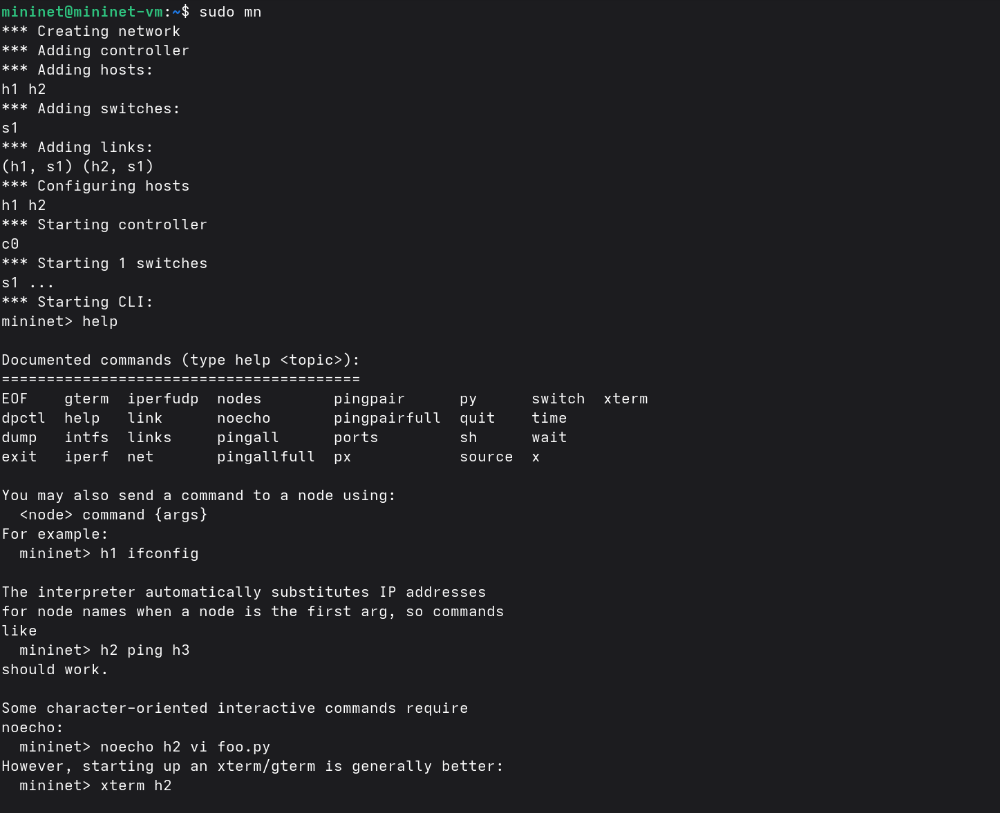 mininet@mininet-vm:~$ sudo mn
*** Creating network
*** Adding controller
*** Adding hosts:
h1 h2
*** Adding switches:
s1
*** Adding links:
(h1, s1) (h2, s1)
*** Configuring hosts
h1 h2
*** Starting controller
c0
*** Starting 1 switches
s1 ...
*** Starting CLI:
mininet> help

Documented commands (type help <topic>):
========================================
EOF    gterm  iperfudp  nodes        pingpair      py      switch  xterm
dpctl  help   link      noecho       pingpairfull  quit    time
dump   intfs  links     pingall      ports         sh      wait
exit   iperf  net       pingallfull  px            source  x

You may also send a command to a node using:
  <node> command {args}
For example:
  mininet> h1 ifconfig

The interpreter automatically substitutes IP addresses
for node names when a node is the first arg, so commands
like
  mininet> h2 ping h3
should work.

Some character-oriented interactive commands require
noecho:
  mininet> noecho h2 vi foo.py
However, starting up an xterm/gterm is generally better:
  mininet> xterm h2